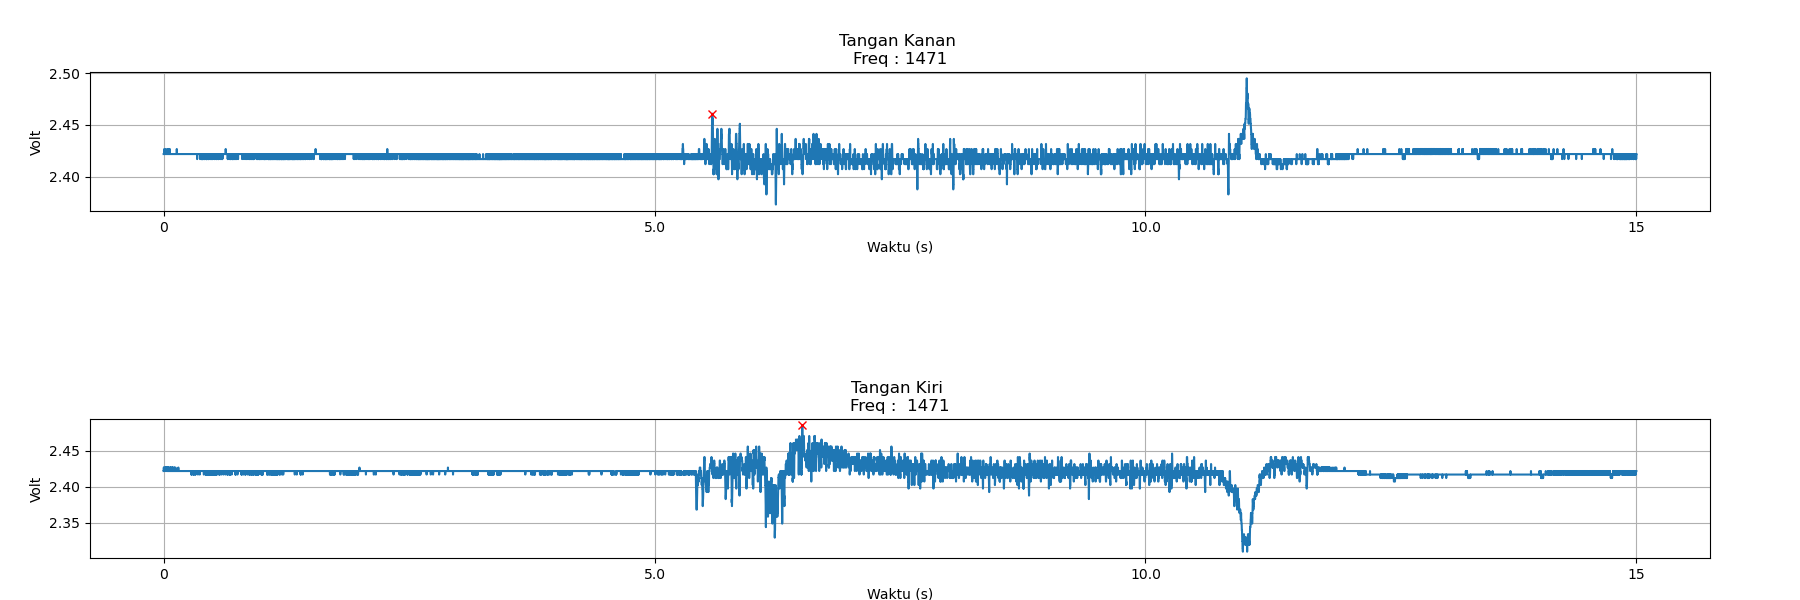 Tangan Kanan
Freq : 1471
2.50
2.45
2.40
Volt
0 5.0 10.0 15
Waktu (s)
Tangan Kiri
Freq :  1471
2.45
2.40
2.35
Volt
0 5.0 10.0 15
Waktu (s)